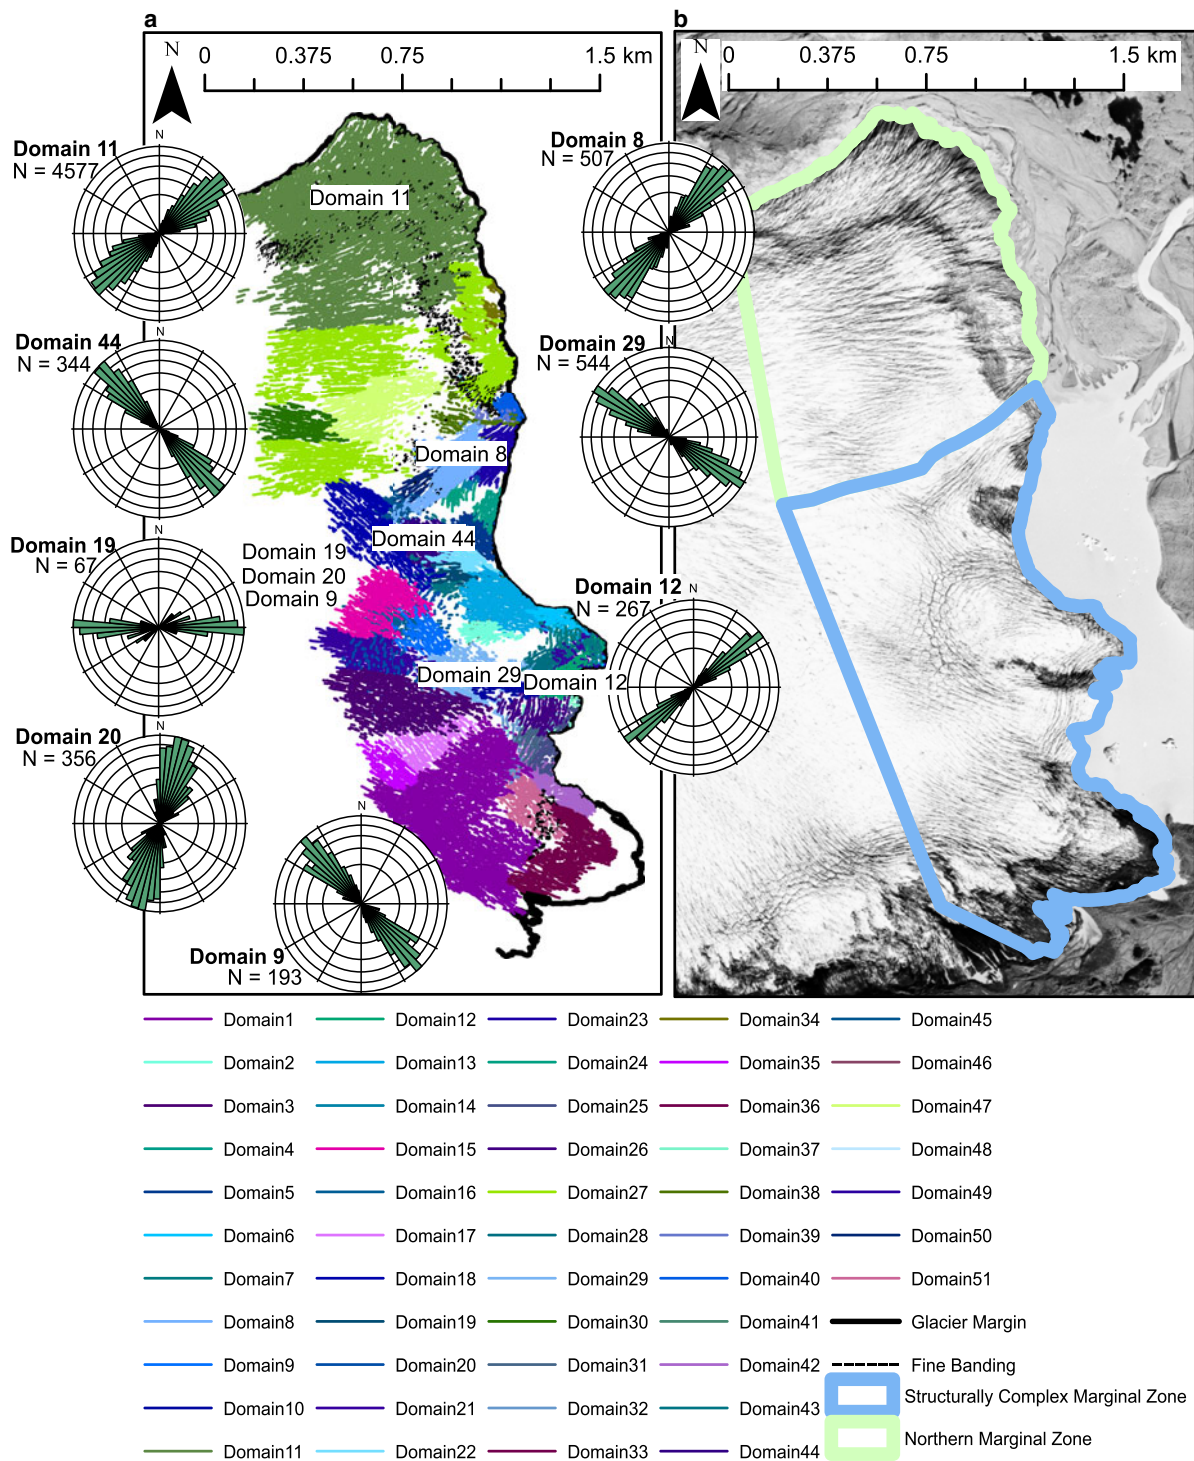 a
b
N
0 0.375 0.75 1.5 km
N
0 0.375 0.75 1.5 km
Domain 11
N = 4577
N
Domain 11
Domain 8
N = 507
N
Domain 44
N = 344
N
Domain 29
N = 544
N
Domain 8
Domain 44
Domain 19
N = 67
N
Domain 19
Domain 20
Domain 9
Domain 12
N = 267
N
Domain 29
Domain 12
Domain 20
N = 356
N
Domain 9
N = 193
N
Domain1 Domain12 Domain23 Domain34 Domain45
Domain2 Domain13 Domain24 Domain35 Domain46
Domain3 Domain14 Domain25 Domain36 Domain47
Domain4 Domain15 Domain26 Domain37 Domain48
Domain5 Domain16 Domain27 Domain38 Domain49
Domain6 Domain17 Domain28 Domain39 Domain50
Domain7 Domain18 Domain29 Domain40 Domain51
Domain8 Domain19 Domain30 Domain41 Glacier Margin
Domain9 Domain20 Domain31 Domain42 Fine Banding
Domain10 Domain21 Domain32 Domain43 Structurally Complex Marginal Zone
Domain11 Domain22 Domain33 Domain44 Northern Marginal Zone